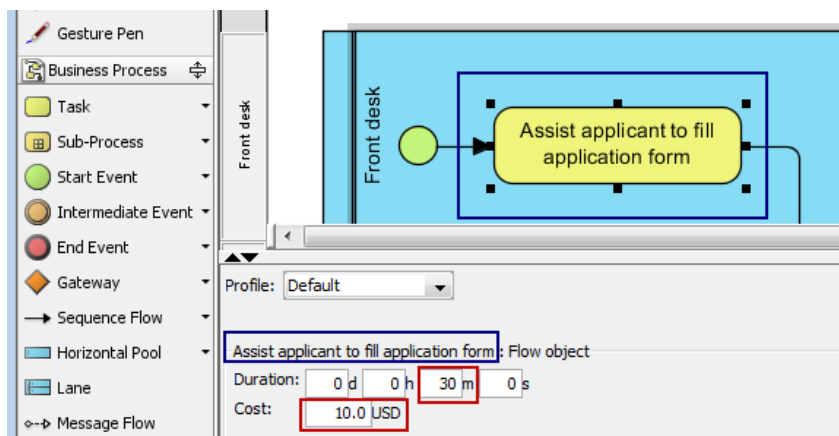 Gesture Pen
Business Process
Task
Sub-Process
Start Event
Intermediate Event
End Event
Gateway
Sequence Flow
Horizontal Pool
Lane
Message Flow
Front desk
Front desk
Assist applicant to fill
application form
Profile: Default
Assist applicant to fill application form : Flow object
Duration: 0 d 0 h 30 m 0 s
Cost: 10.0 USD